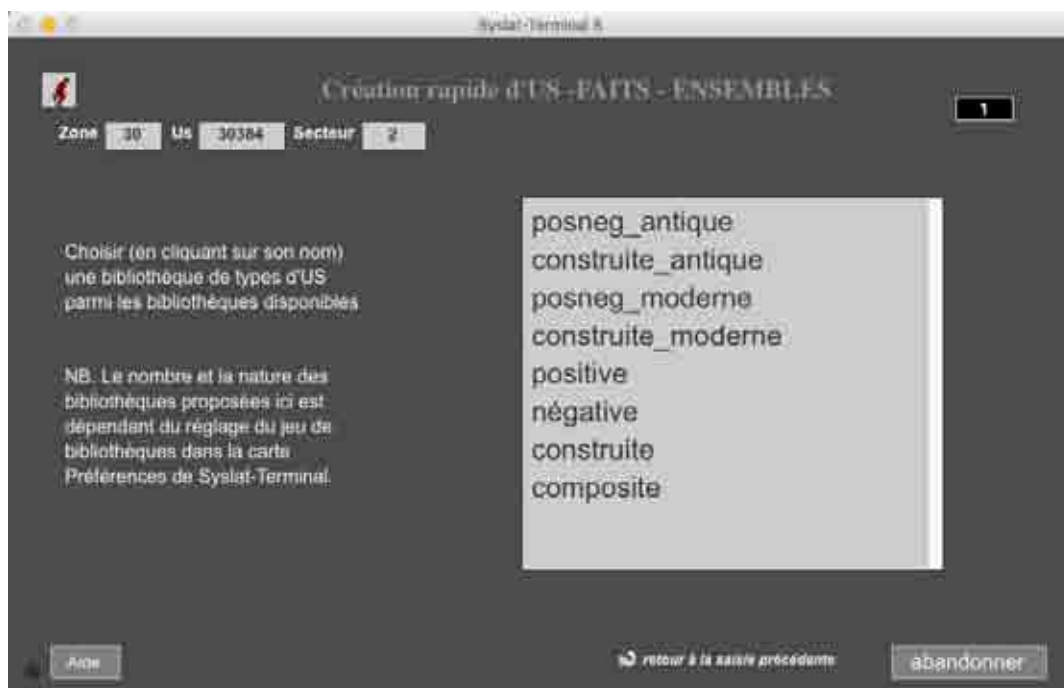 Syslat-Terminal X
Création rapide d'US -FAITS - ENSEMBLES
1
Zone 30 Us 30384 Secteur 2
Choisir (en cliquant sur son nom)
une bibliothèque de types d'US
parmi les bibliothèques disponibles
NB. Le nombre et la nature des
bibliothèques proposées ici est
dépendant du réglage du jeu de
bibliothèques dans la carte
Préférences de Syslat-Terminal.
posneg_antique
construite_antique
posneg_moderne
construite_moderne
positive
négative
construite
composite
Aide
retour à la saisie précédente
abandonner